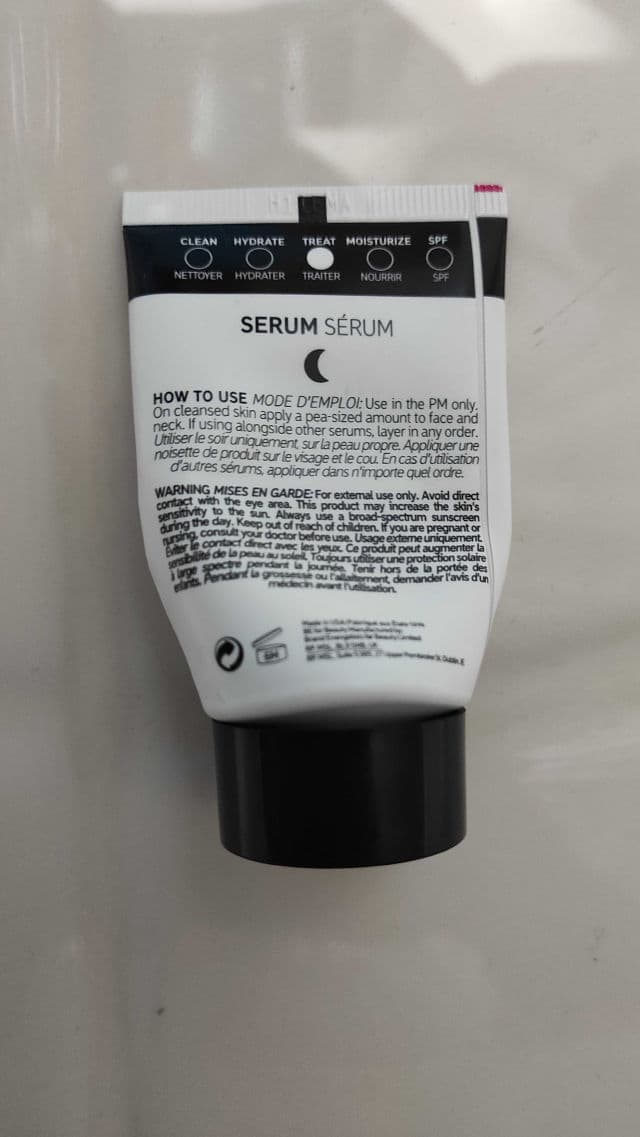 CLEAN HYDRATE TREAT MOISTURIZE SPF
NETTOYER HYDRATER TRAITER NOURRIR SPF
SERUM SÉRUM
HOW TO USE MODE D'EMPLOI: Use in the PM only.
On cleansed skin apply a pea-sized amount to face and
neck. If using alongside other serums, layer in any order.
Utiliser le soir uniquement, sur la peau propre. Appliquer une
noisette de produit sur le visage et le cou. En cas d'utilisation
d'autres sérums, appliquer dans n'importe quel ordre.
WARNING MISES EN GARDE: For external use only. Avoid direct
contact with the eye area. This product may increase the skin's
sensitivity to the sun. Always use a broad-spectrum sunscreen
during the day. Keep out of reach of children. If you are pregnant or
nursing, consult your doctor before use. Usage externe uniquement.
Éviter le contact direct avec les yeux. Ce produit peut augmenter la
sensibilité de la peau au soleil. Toujours utiliser une protection solaire
à large spectre pendant la journée. Tenir hors de la portée des
enfants. Pendant la grossesse ou l'allaitement, demander l'avis d'un
médecin avant l'utilisation.
6M
Made in USA/Fabriqué aux États-Unis